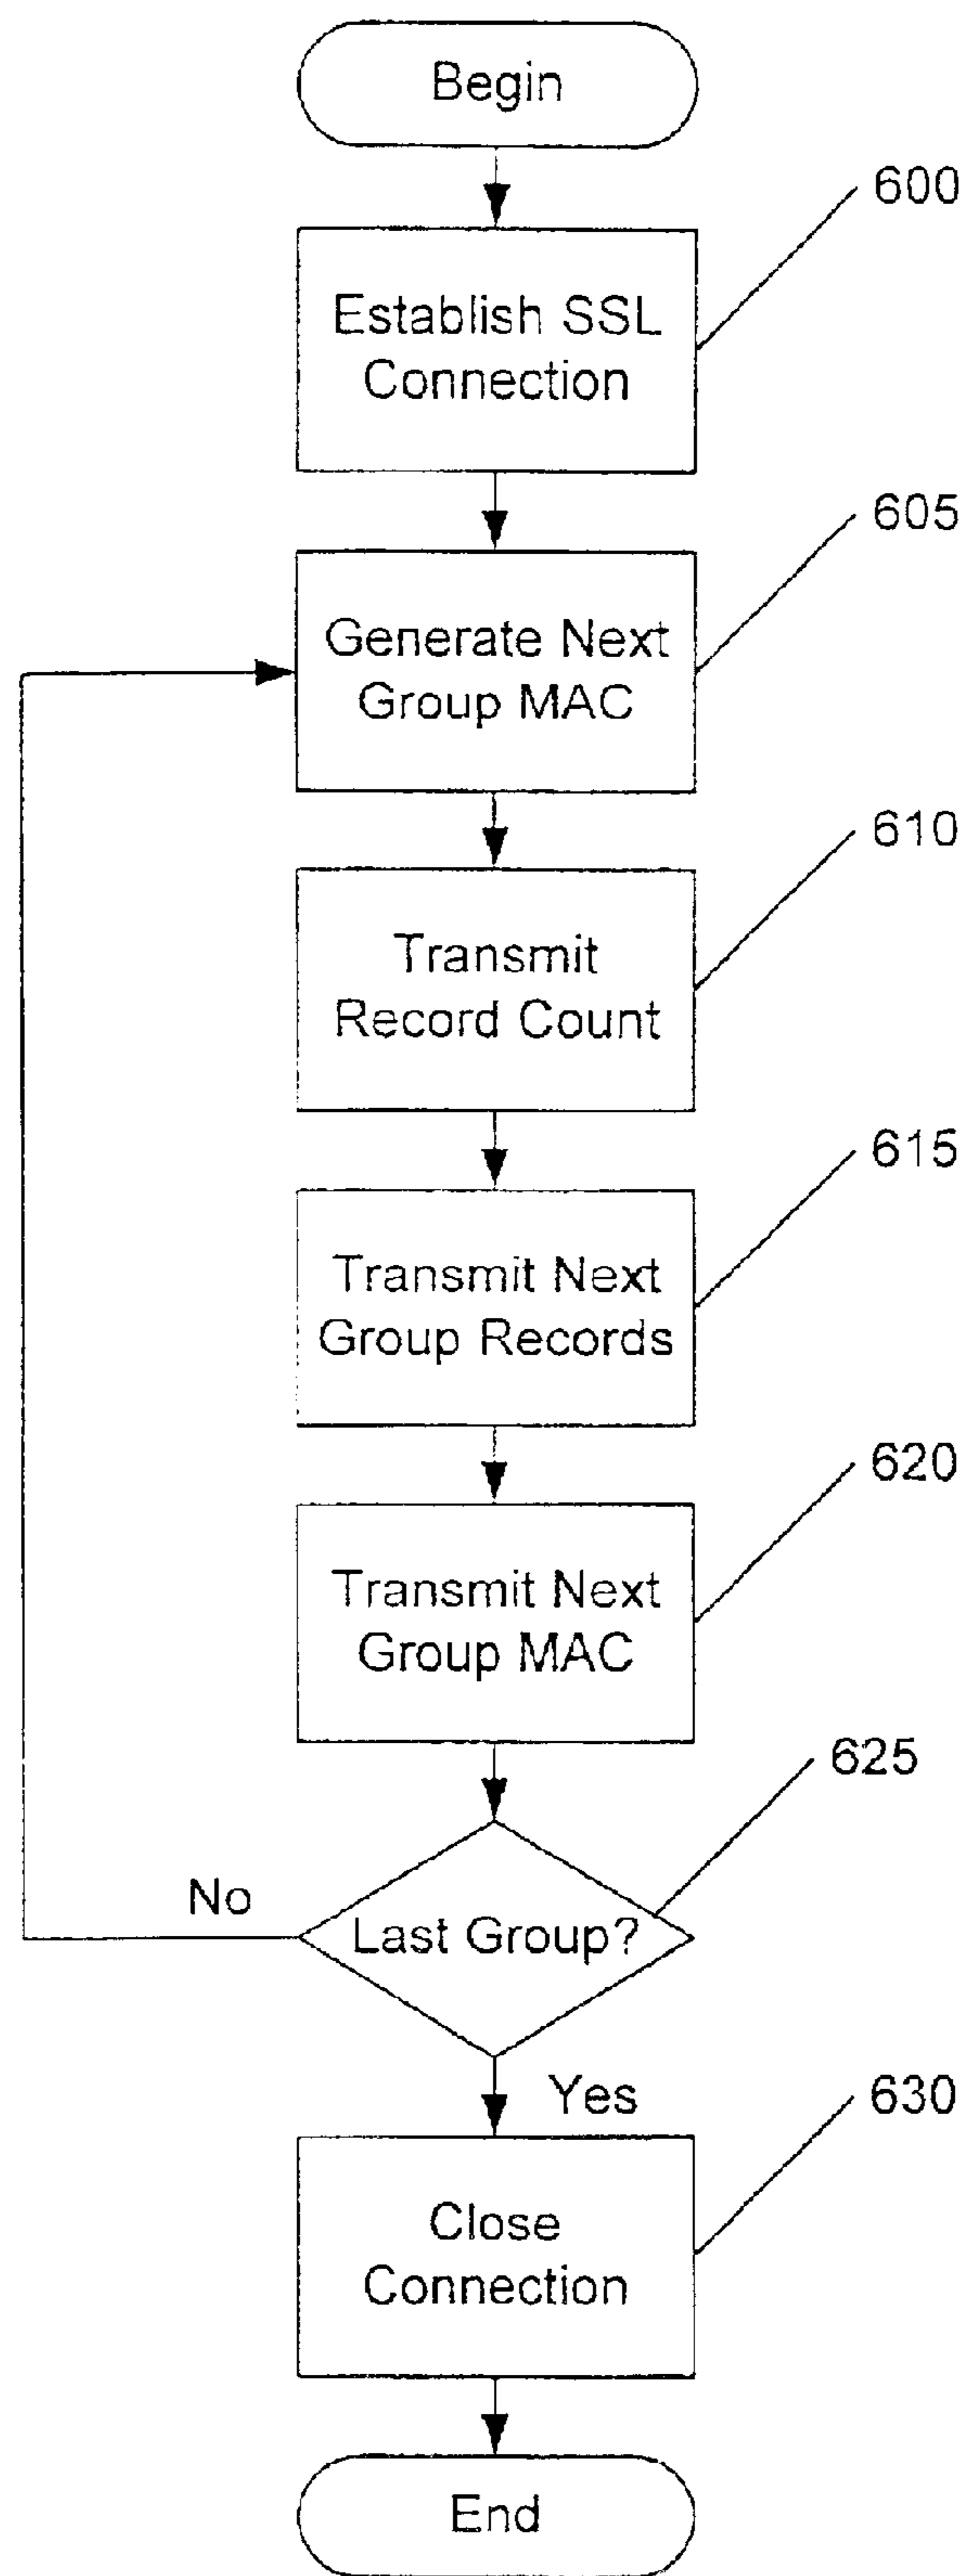 Begin
600
Establish SSL
Connection
605
Generate Next
Group MAC
610
Transmit
Record Count
615
Transmit Next
Group Records
620
Transmit Next
Group MAC
625
No
Last Group?
Yes
630
Close
Connection
End